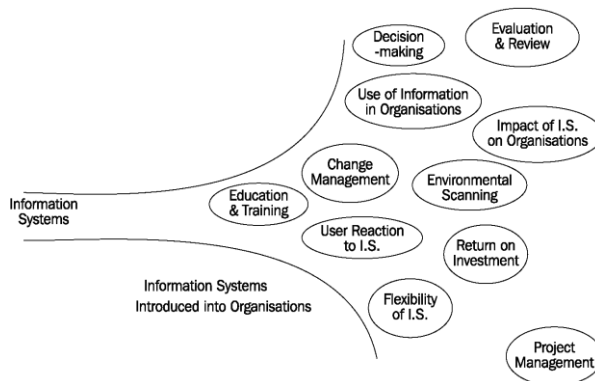 Decision
-making
Evaluation
& Review
Use of Information
in Organisations
Impact of I.S.
on Organisations
Change
Management
Environmental
Scanning
Education
& Training
Information
Systems
User Reaction
to I.S.
Return on
Investment
Information Systems
Introduced into Organisations
Flexibility
of I.S.
Project
Management